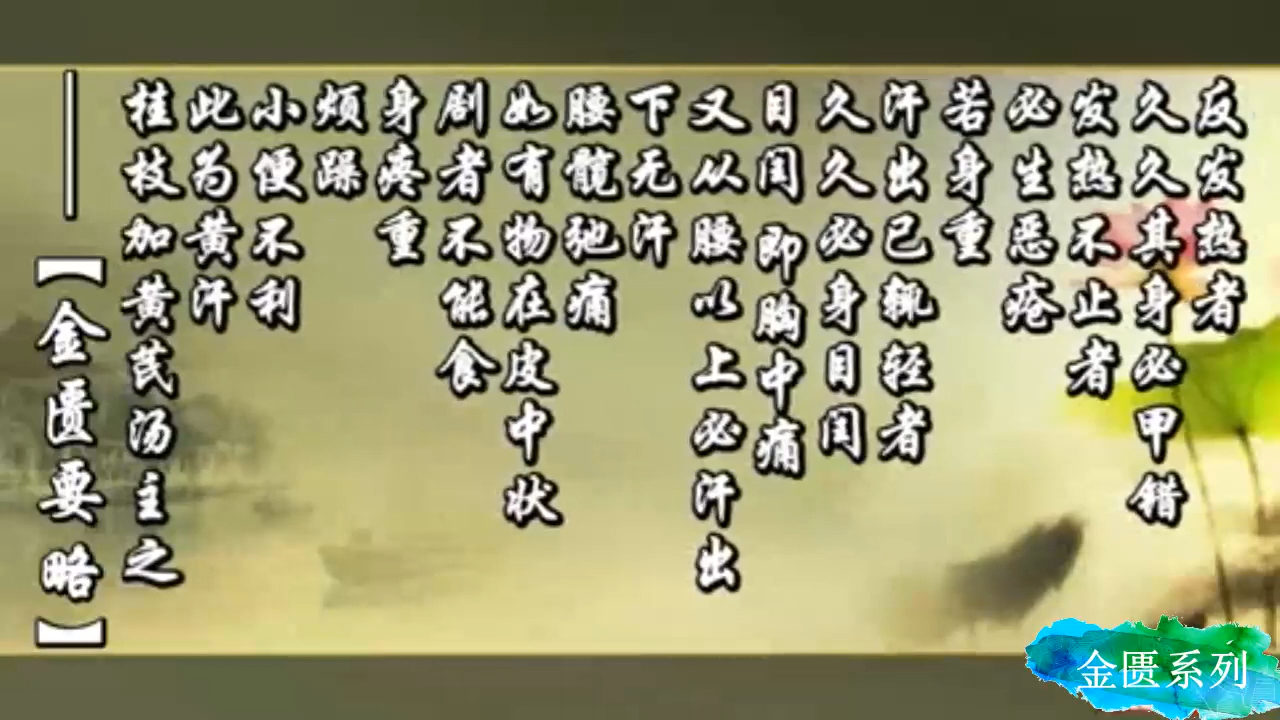 反发热者
久久其身必甲错
发热不止者
必生恶疮
若身重
汗出已辄轻者
久久必身目闰
目闰 即胸中痛
又从腰以上必汗出
下无汗
腰髋弛痛
如有物在皮中状
剧者不能食
身疼重
烦躁
小便不利
此为黄汗
桂枝加黄芪汤主之
——【金匮要略】
金匮系列